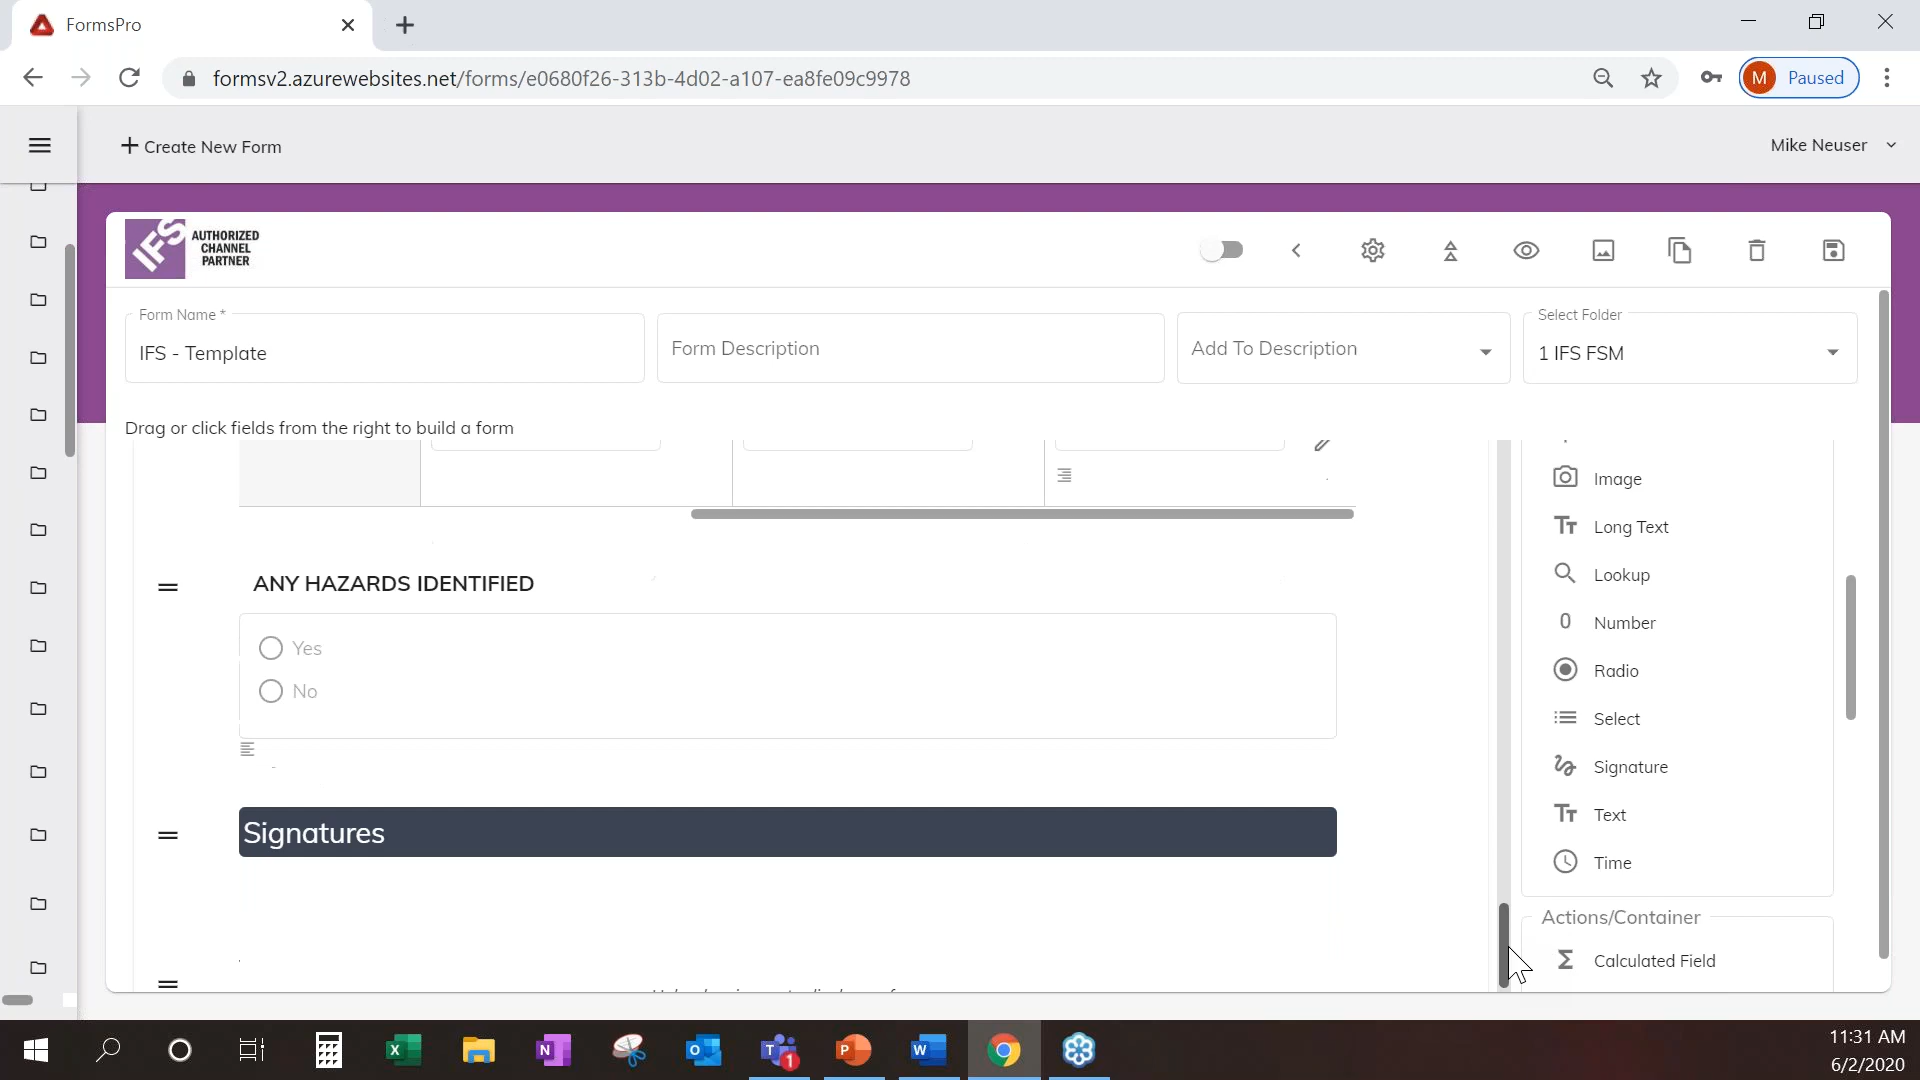 FormsPro
formsv2.azurewebsites.net/forms/e0680f26-313b-4d02-a107-ea8fe09c9978
M Paused
Create New Form
Mike Neuser
IFS AUTHORIZED
CHANNEL
PARTNER
Form Name *
IFS - Template
Form Description
Add To Description
Select Folder
1 IFS FSM
Drag or click fields from the right to build a form
Image
Long Text
Lookup
Number
Radio
Select
Signature
Text
Time
Actions/Container
Calculated Field
ANY HAZARDS IDENTIFIED
Yes
No
Signatures
11:31 AM
6/2/2020